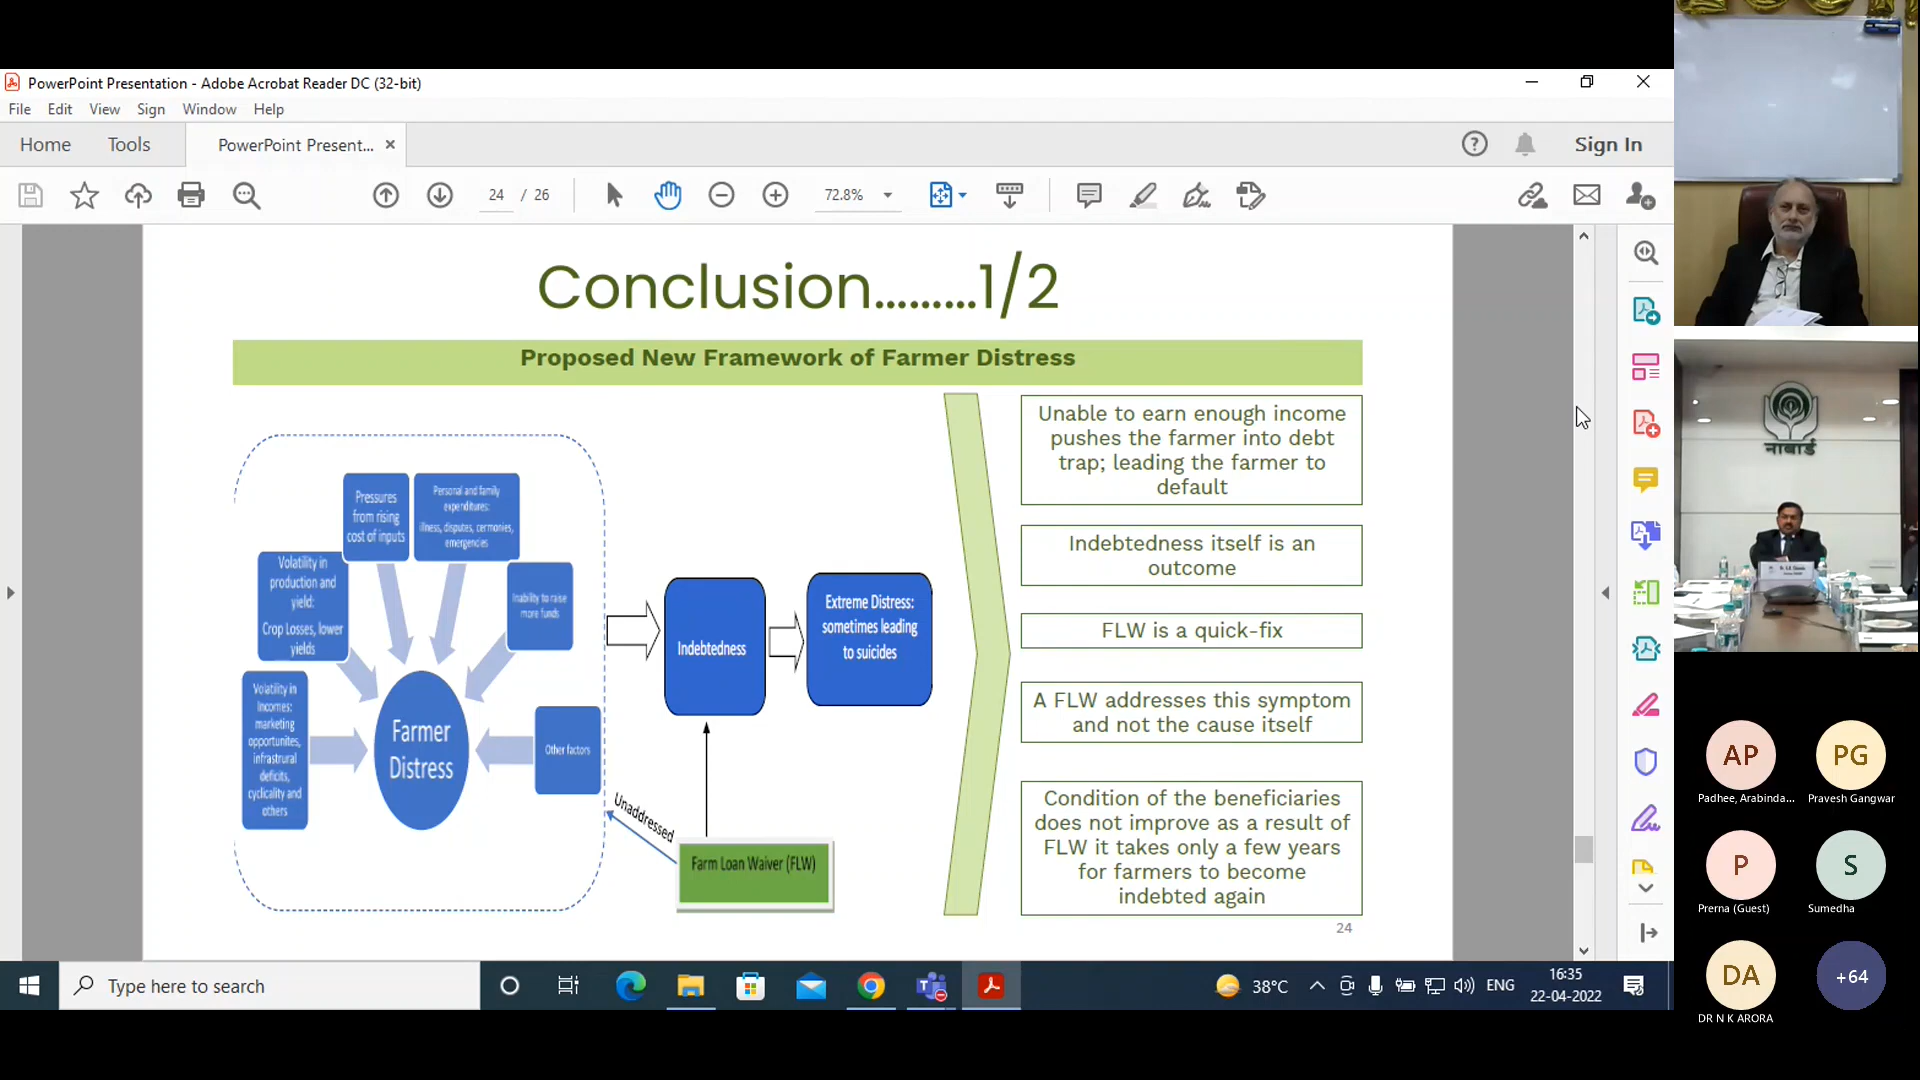 PowerPoint Presentation - Adobe Acrobat Reader DC (32-bit)
File Edit View Sign Window Help
Home Tools PowerPoint Present... ×
Sign In
24 / 26 72.8%
Conclusion.........1/2
Proposed New Framework of Farmer Distress
Pressures
from rising
cost of inputs
Personal and family
expenditures:
illness, disputes, cermonies,
emergencies
Volatility in
production and
yield:
Crop Losses, lower
yields
Inability to raise
more funds
Volatility in
Incomes:
marketing
opportunites,
infrastrural
deficits,
cyclicality and
others
Farmer
Distress
Other factors
Indebtedness
Extreme Distress:
sometimes leading
to suicides
Unaddressed
Farm Loan Waiver (FLW)
Unable to earn enough income
pushes the farmer into debt
trap; leading the farmer to
default
Indebtedness itself is an
outcome
FLW is a quick-fix
A FLW addresses this symptom
and not the cause itself
Condition of the beneficiaries
does not improve as a result of
FLW it takes only a few years
for farmers to become
indebted again
24
Type here to search
38°C
ENG
16:35
22-04-2022
नाबार्ड
AP
Padhee, Arabinda...
PG
Pravesh Gangwar
P
Prerna (Guest)
S
Sumedha
DA
DR N K ARORA
+64